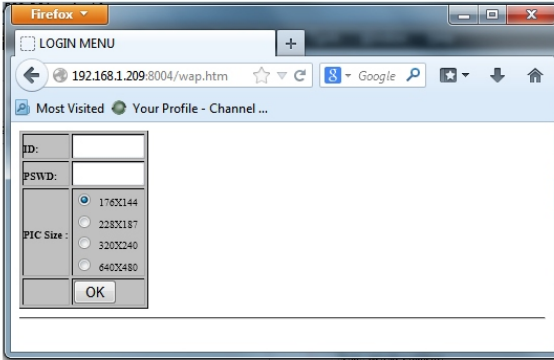 Firefox
LOGIN MENU
192.168.1.209:8004/wap.htm
Google
Most Visited Your Profile - Channel ...
ID:
PSWD:
PIC Size :
176X144
228X187
320X240
640X480
OK